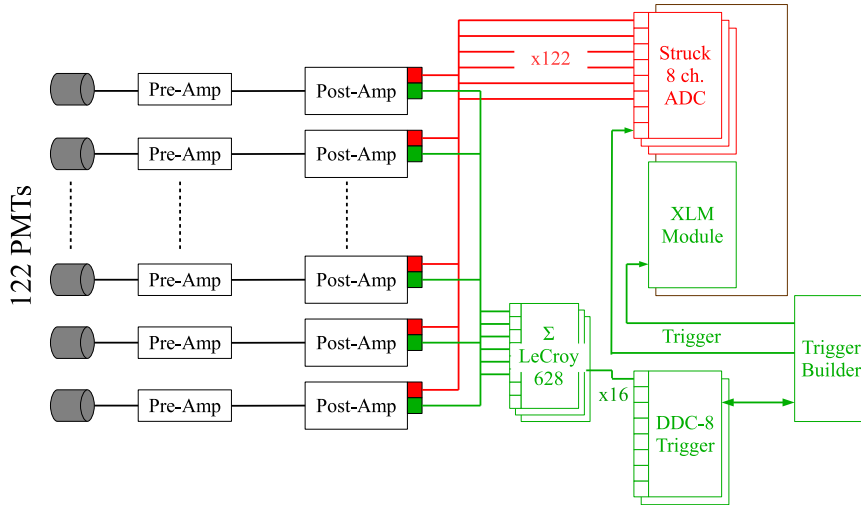 122 PMTs
Pre-Amp
Post-Amp
Pre-Amp
Post-Amp
Pre-Amp
Post-Amp
Pre-Amp
Post-Amp
Pre-Amp
Post-Amp
x122
Struck
8 ch.
ADC
XLM
Module
Σ
LeCroy
628
x16
DDC-8
Trigger
Trigger
Trigger
Builder